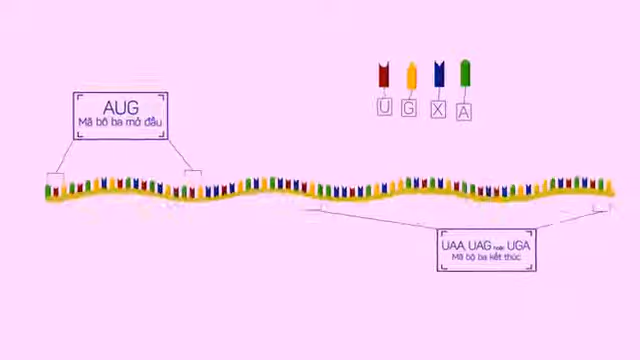 U G X A
AUG
Mã bộ ba mở đầu
UAA, UAG hoặc UGA
Mã bộ ba kết thúc